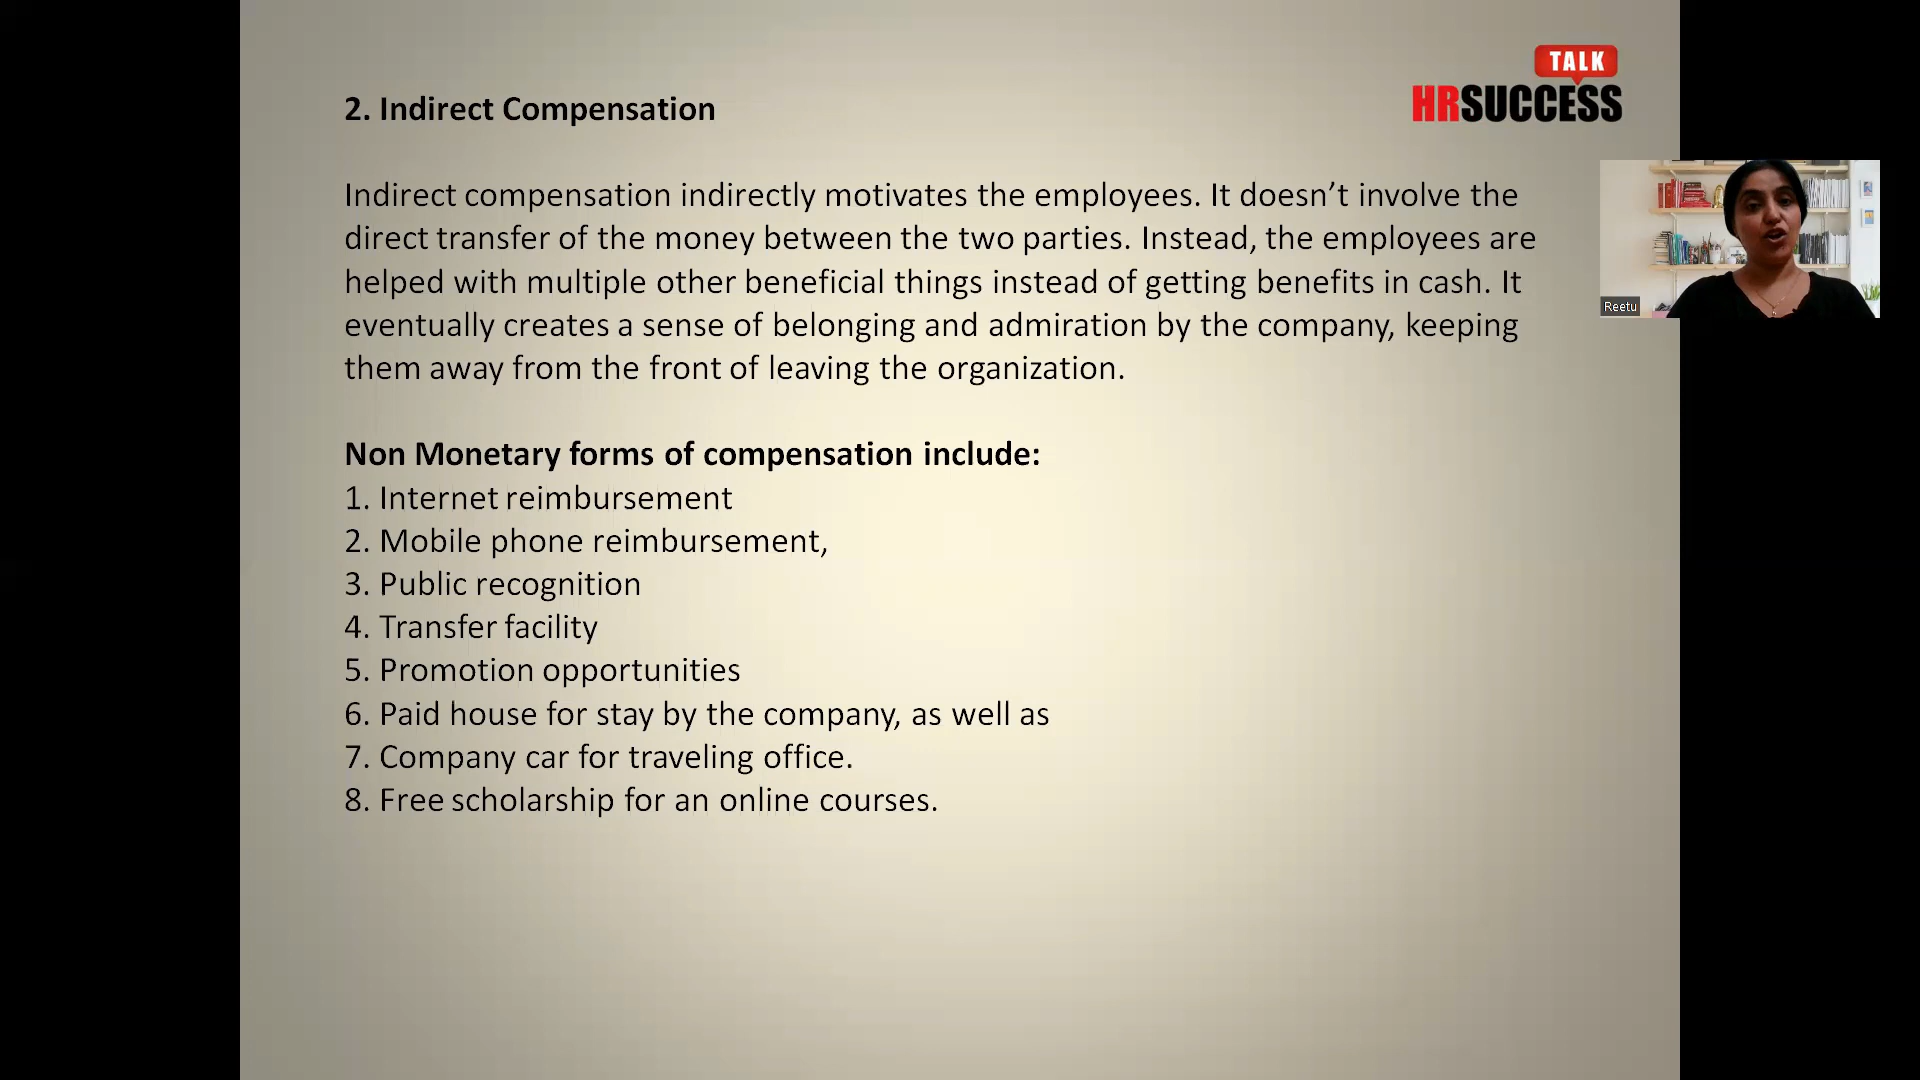 TALK
HRSUCCESS
2. Indirect Compensation
Indirect compensation indirectly motivates the employees. It doesn’t involve the
direct transfer of the money between the two parties. Instead, the employees are
helped with multiple other beneficial things instead of getting benefits in cash. It
eventually creates a sense of belonging and admiration by the company, keeping
them away from the front of leaving the organization.
Non Monetary forms of compensation include:
1. Internet reimbursement
2. Mobile phone reimbursement,
3. Public recognition
4. Transfer facility
5. Promotion opportunities
6. Paid house for stay by the company, as well as
7. Company car for traveling office.
8. Free scholarship for an online courses.
Reetu